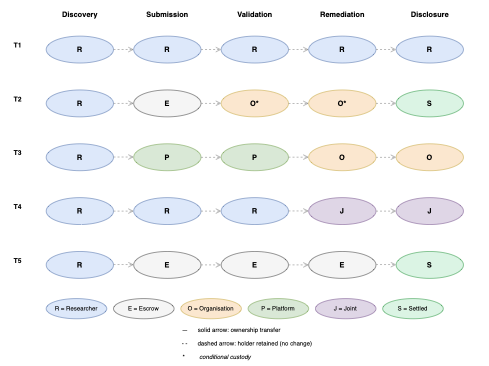 Discovery Submission Validation Remediation Disclosure
T1 R R R R R
T2 R E O* O* S
T3 R P P O O
T4 R R R J J
T5 R E E E S
R = Researcher E = Escrow O = Organisation P = Platform J = Joint S = Settled
solid arrow: ownership transfer
dashed arrow: holder retained (no change)
* conditional custody